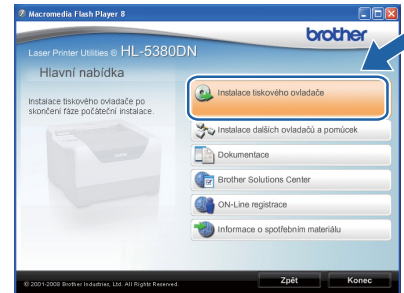 Macromedia Flash Player 8
brother
Laser Printer Utilities © HL-5380DN
Hlavní nabídka
Instalace tiskového ovladače po
skončení fáze počáteční instalace.
Instalace tiskového ovladače
Instalace dalších ovladačů a pomůcek
Dokumentace
Brother Solutions Center
ON-Line registrace
Informace o spotřebním materiálu
© 2001-2008 Brother Industries, Ltd. All Rights Reserved.
Zpět
Konec